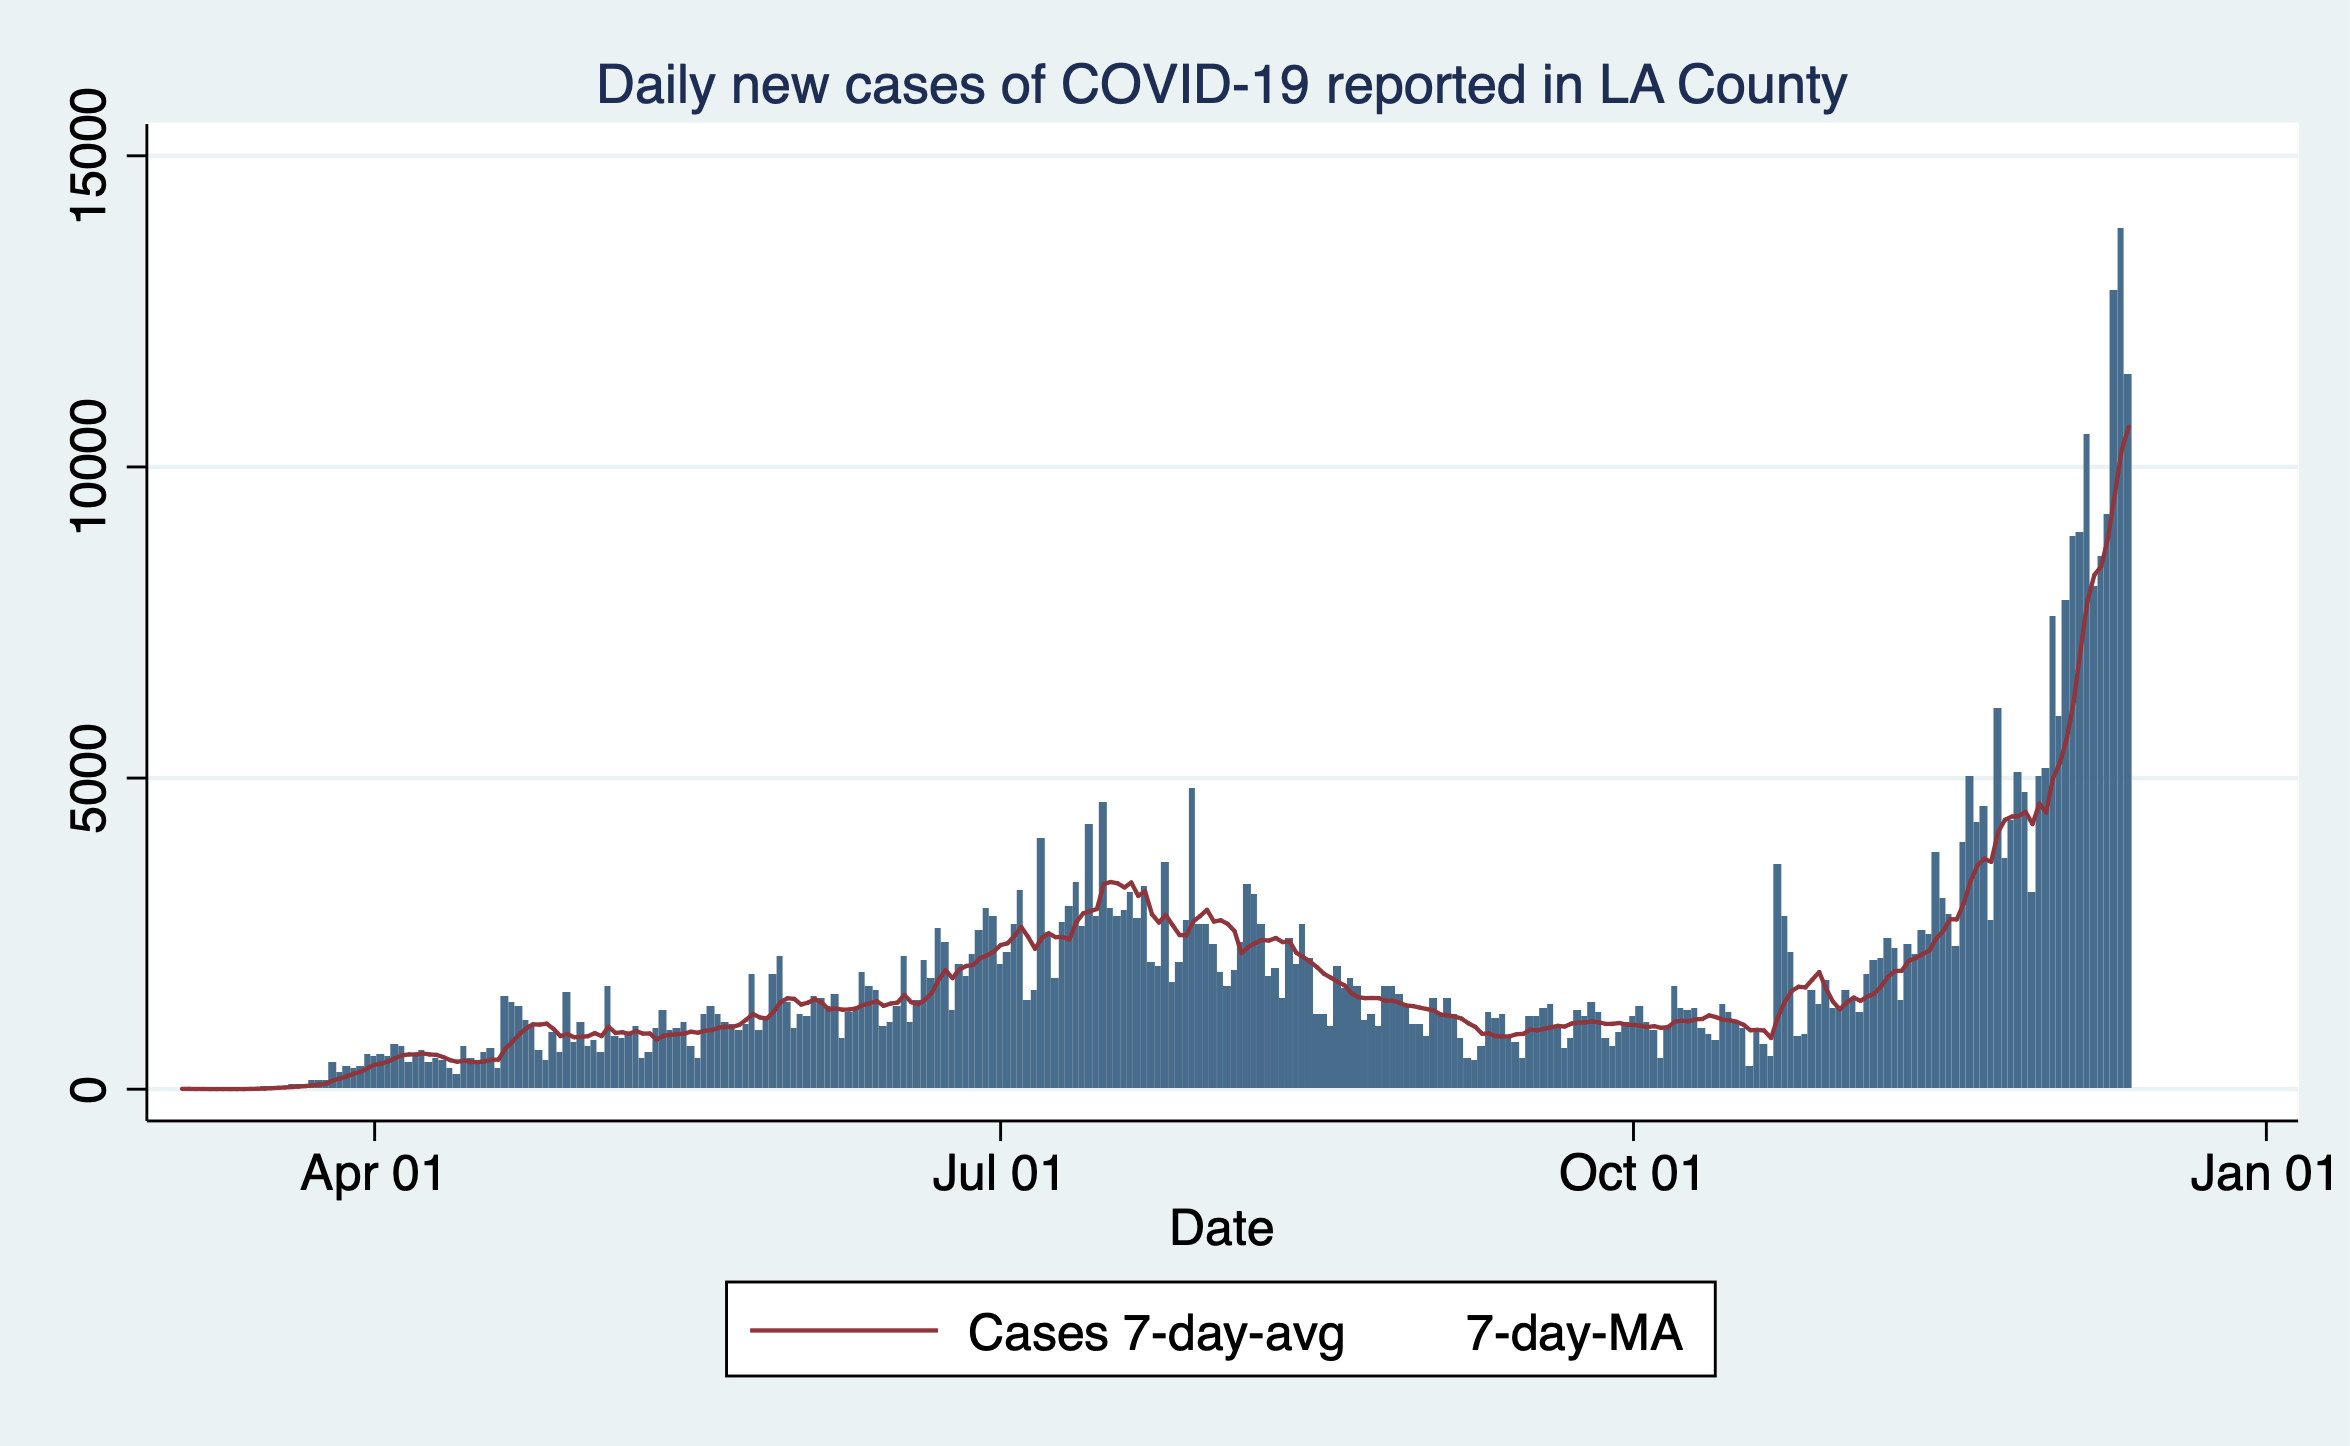 Daily new cases of COVID-19 reported in LA County
15000
10000
5000
0
Apr 01 Jul 01 Oct 01 Jan 01
Date
Cases 7-day-avg 7-day-MA